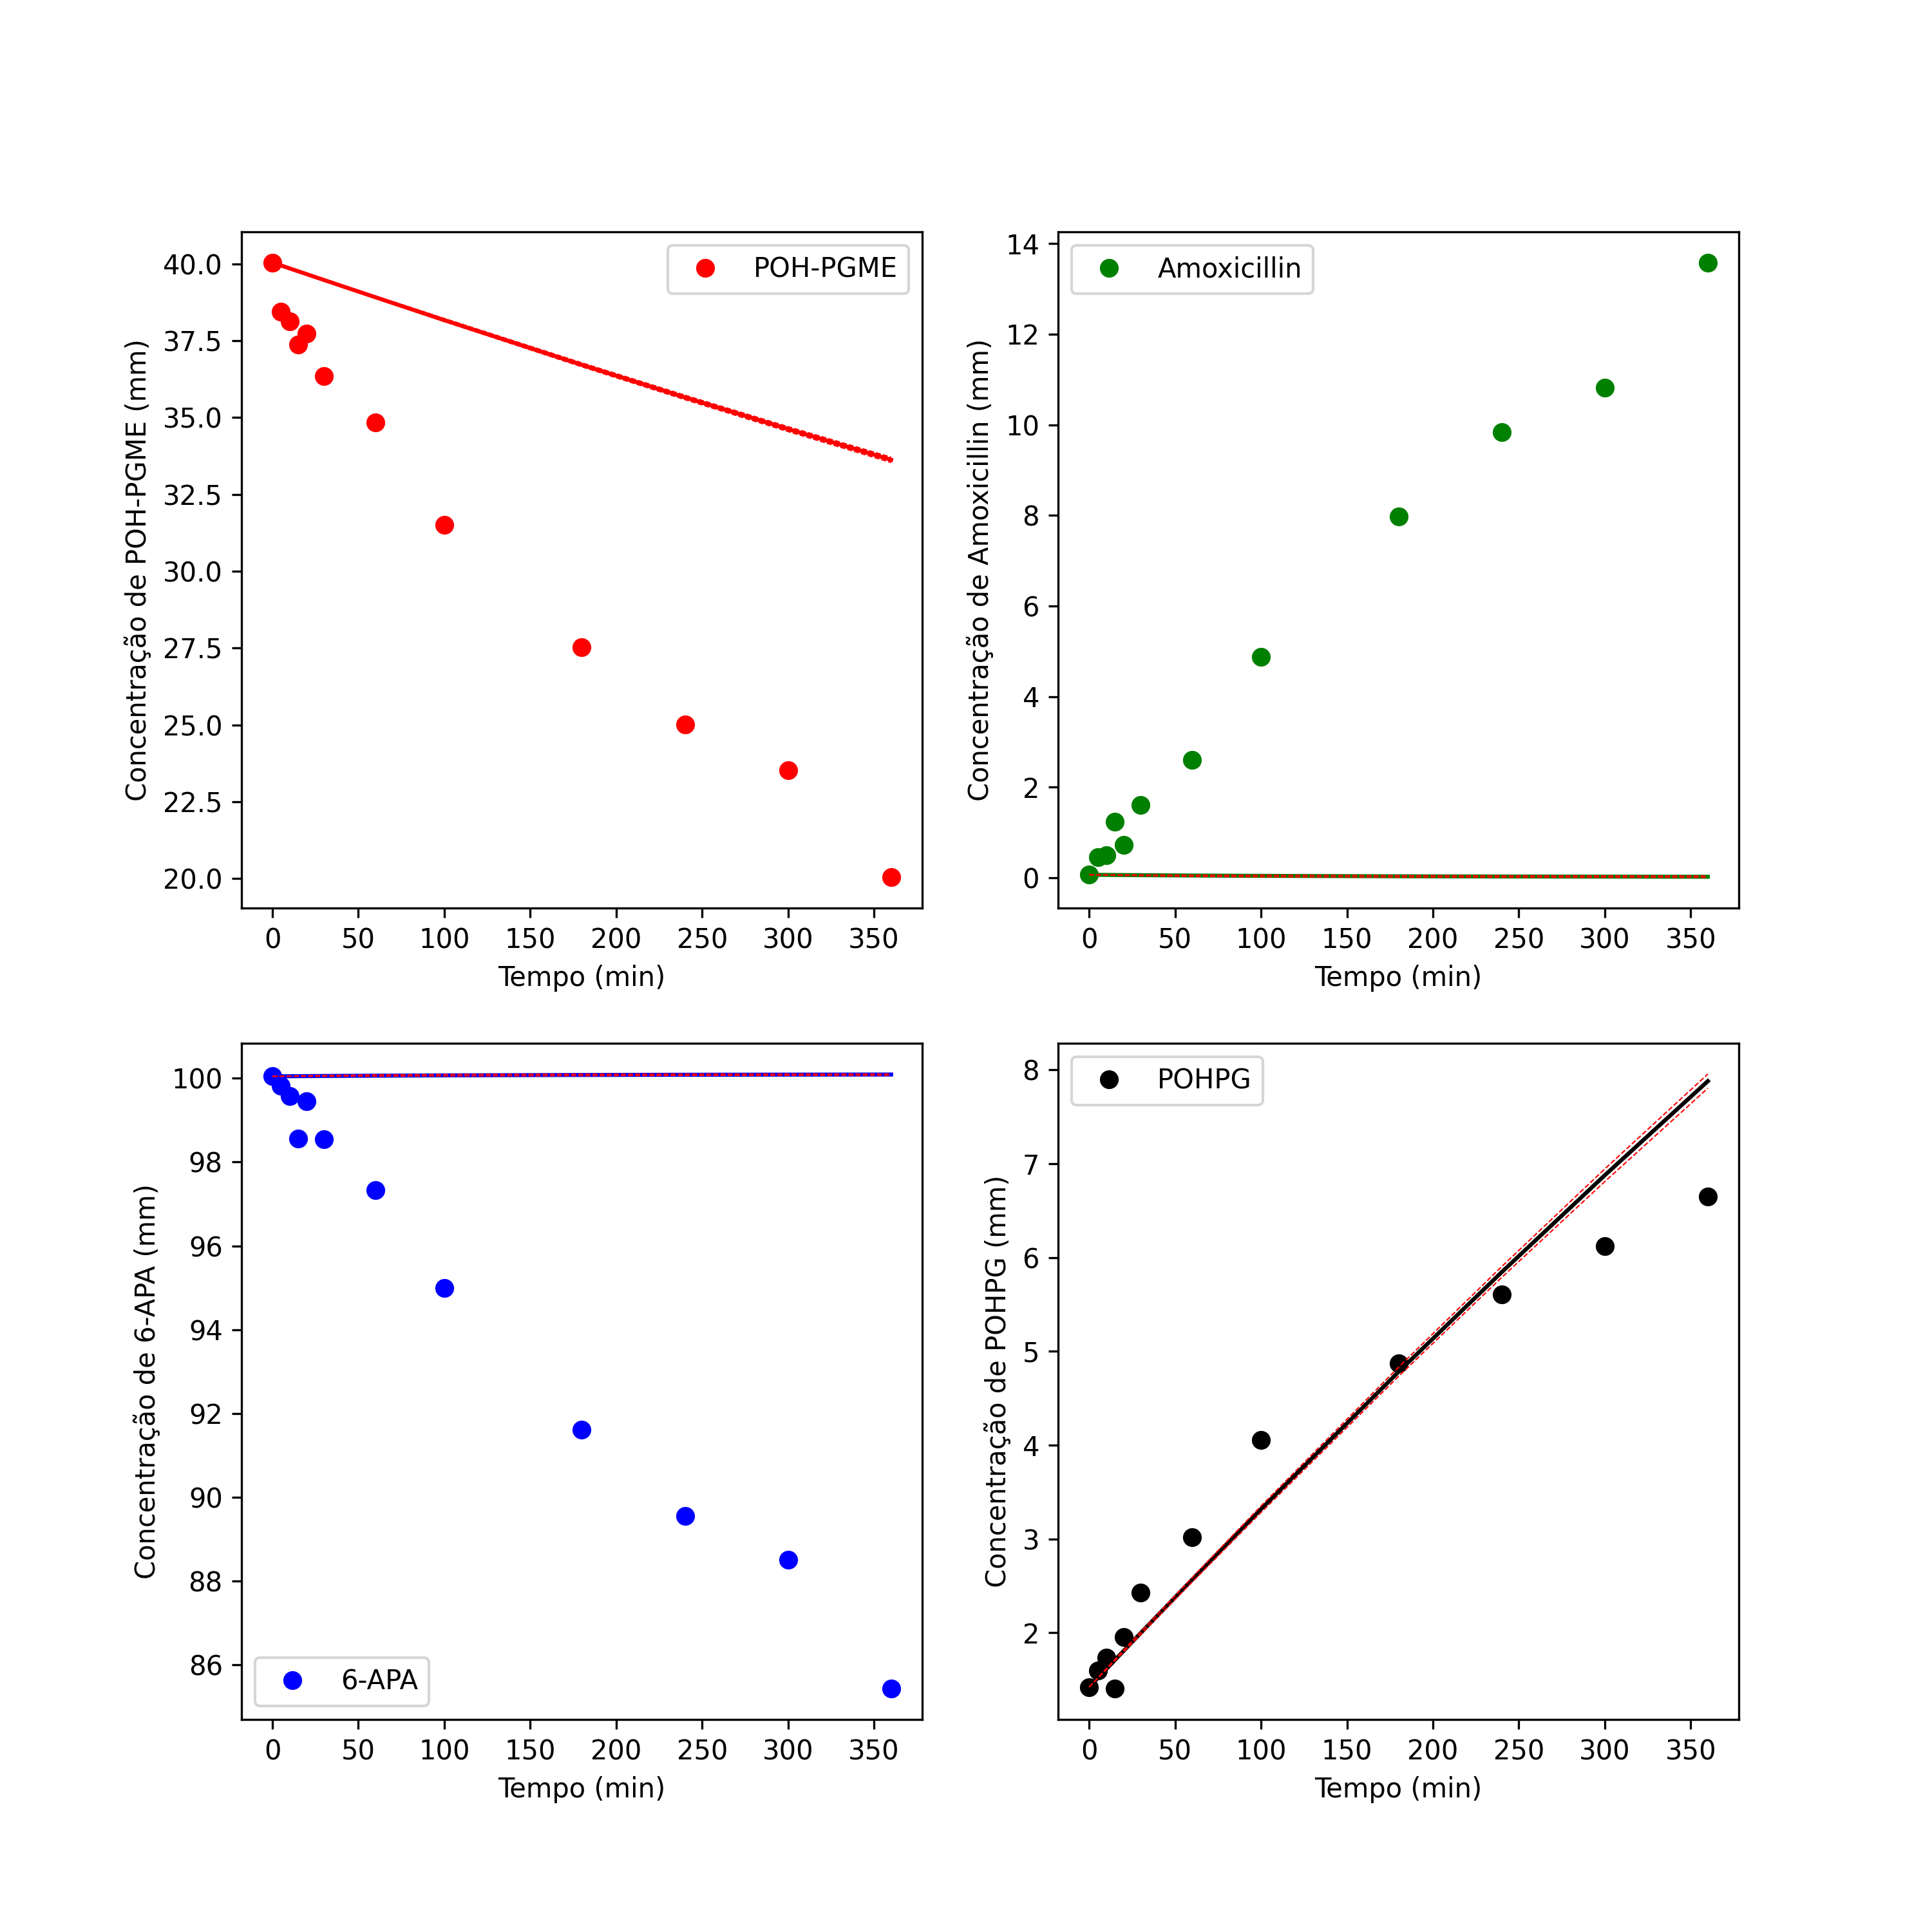 POH-PGME
40.0
37.5
35.0
32.5
30.0
27.5
25.0
22.5
20.0
Concentração de POH-PGME (mm)
0 50 100 150 200 250 300 350
Tempo (min)
Amoxicillin
14
12
10
8
6
4
2
0
Concentração de Amoxicillin (mm)
0 50 100 150 200 250 300 350
Tempo (min)
100
98
96
94
92
90
88
86
Concentração de 6-APA (mm)
6-APA
0 50 100 150 200 250 300 350
Tempo (min)
POHPG
8
7
6
5
4
3
2
Concentração de POHPG (mm)
0 50 100 150 200 250 300 350
Tempo (min)